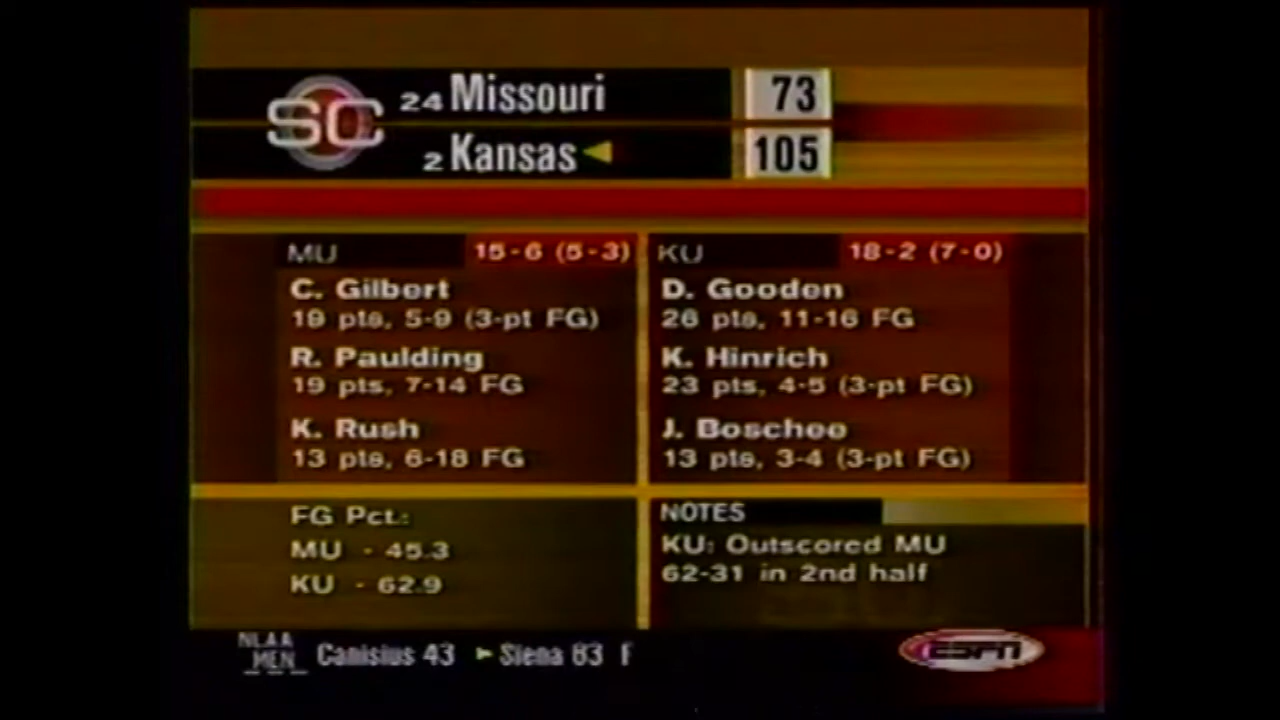 SC
24 Missouri 73
2 Kansas 105
MU 15-6 (5-3)
C. Gilbert
19 pts, 5-9 (3-pt FG)
R. Paulding
19 pts, 7-14 FG
K. Rush
13 pts, 6-18 FG
KU 18-2 (7-0)
D. Gooden
26 pts, 11-16 FG
K. Hinrich
23 pts, 4-5 (3-pt FG)
J. Boschee
13 pts, 3-4 (3-pt FG)
FG Pct.:
MU - 45.3
KU - 62.9
NOTES
KU: Outscored MU
62-31 in 2nd half
NCAA
MEN
Canisius 43 Siena 83 F
ESPN